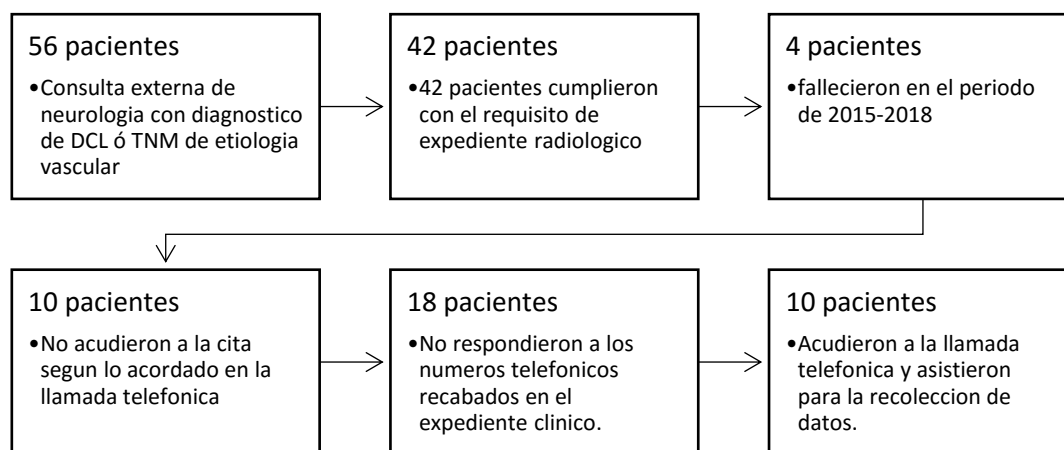 56 pacientes
•Consulta externa de
neurologia con diagnostico
de DCL ó TNM de etiologia
vascular
42 pacientes
•42 pacientes cumplieron
con el requisito de
expediente radiologico
4 pacientes
•fallecieron en el periodo
de 2015-2018
10 pacientes
•No acudieron a la cita
segun lo acordado en la
llamada telefonica
18 pacientes
•No respondieron a los
numeros telefonicos
recabados en el
expediente clinico.
10 pacientes
•Acudieron a la llamada
telefonica y asistieron
para la recoleccion de
datos.